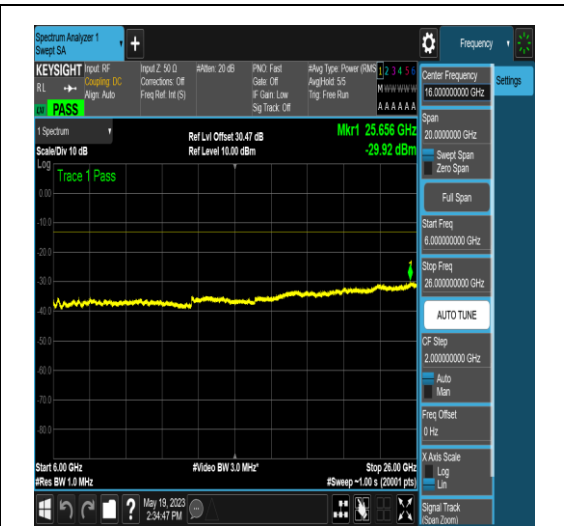 Spectrum Analyzer 1
Swept SA
+
Frequency
KEYSIGHT
Input: RF
Coupling: DC
Align: Auto
RL
PASS
Input Z: 50 Ω
Corrections: Off
Freq Ref: Int (S)
#Atten: 20 dB
PNO: Fast
Gate: Off
IF Gain: Low
Sig Track: Off
#Avg Type: Power (RMS
Avg|Hold: 5/5
Trig: Free Run
1 2 3 4 5 6
M W W W W W
A A A A A A
Center Frequency
16.000000000 GHz
Settings
Span
20.0000000 GHz
Swept Span
Zero Span
Full Span
Start Freq
6.000000000 GHz
Stop Freq
26.000000000 GHz
AUTO TUNE
CF Step
2.000000000 GHz
Auto
Man
Freq Offset
0 Hz
X Axis Scale
Log
Lin
Signal Track
(Span Zoom)
1 Spectrum
Scale/Div 10 dB
Ref Lvl Offset 30.47 dB
Ref Level 10.00 dBm
Mkr1 25.656 GHz
-29.92 dBm
Log
Trace 1 Pass
0.00
-10.0
-20.0
-30.0
-40.0
-50.0
-60.0
-70.0
-80.0
1
Start 6.00 GHz
#Res BW 1.0 MHz
#Video BW 3.0 MHz*
Stop 26.00 GHz
#Sweep ~1.00 s (20001 pts)
?
May 19, 2023
2:34:47 PM